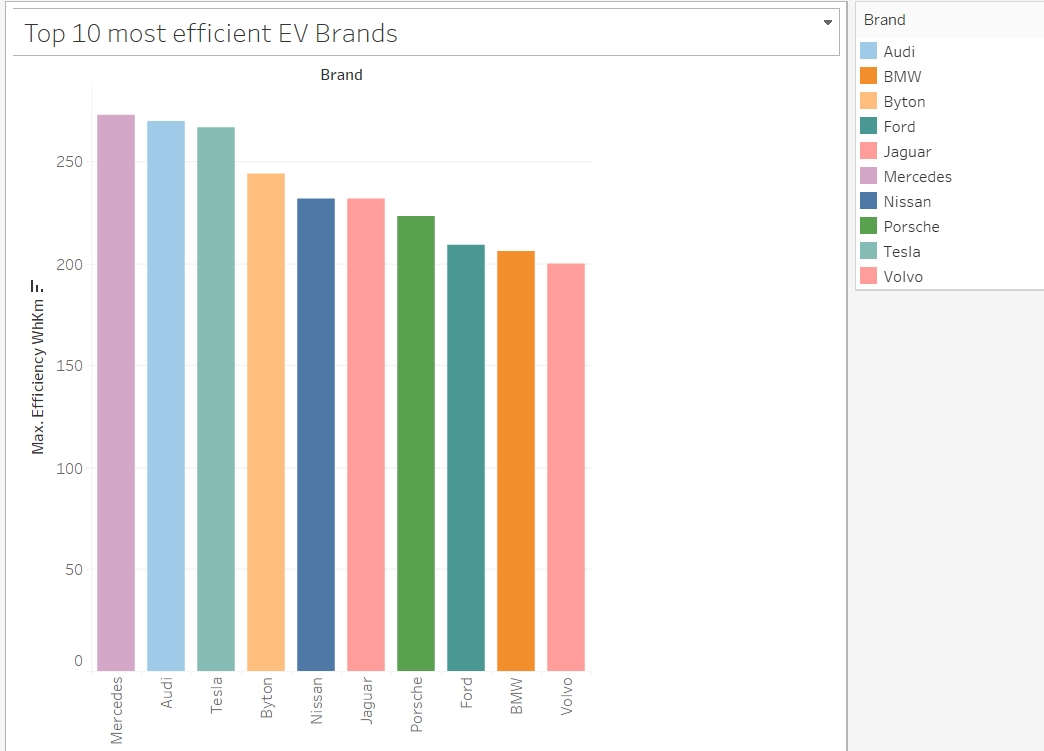 Top 10 most efficient EV Brands
Brand
Max. Efficiency WhKm
250
200
150
100
50
0
Mercedes
Audi
Tesla
Byton
Nissan
Jaguar
Porsche
Ford
BMW
Volvo
Brand
Audi
BMW
Byton
Ford
Jaguar
Mercedes
Nissan
Porsche
Tesla
Volvo